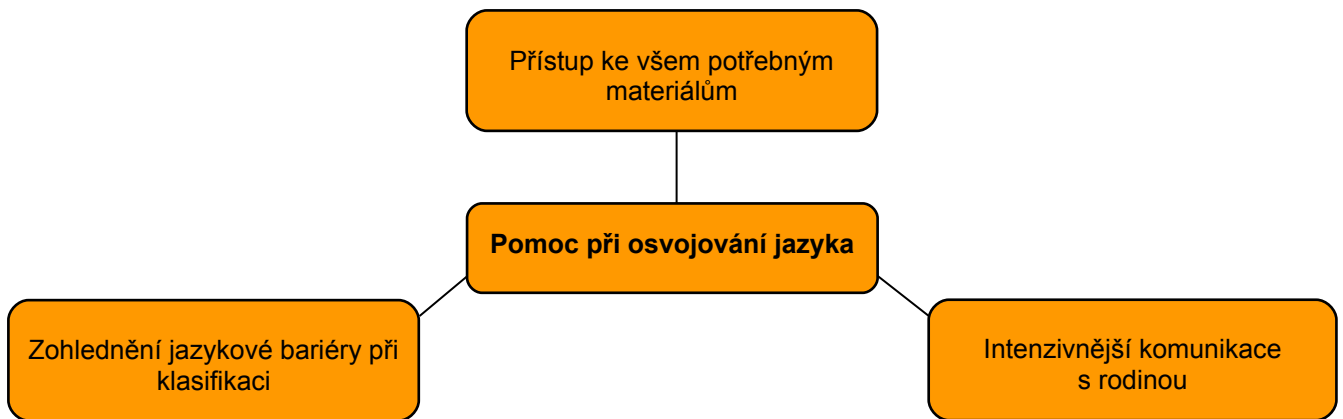 Přístup ke všem potřebným
materiálům
Pomoc při osvojování jazyka
Zohlednění jazykové bariéry při
klasifikaci
Intenzivnější komunikace
s rodinou